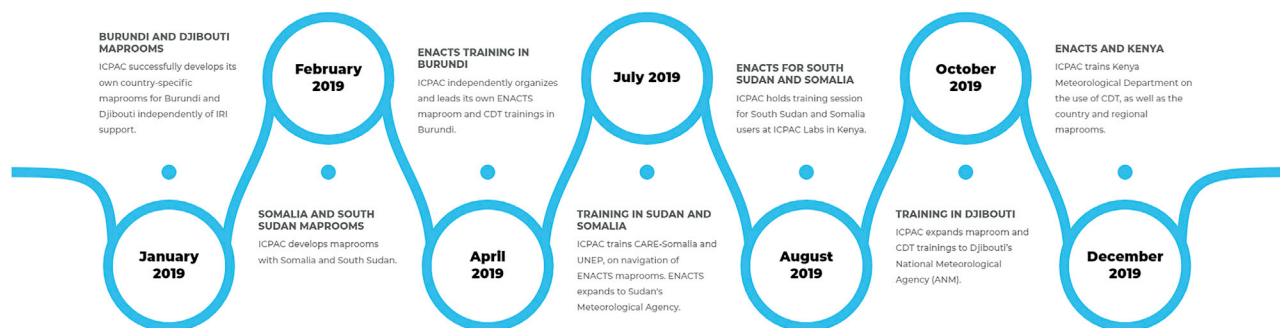 BURUNDI AND DJIBOUTI
MAPROOMS
ICPAC successfully develops its
own country-specific
maprooms for Burundi and
Djibouti independently of IRI
support.
January
2019
February
2019
SOMALIA AND SOUTH
SUDAN MAPROOMS
ICPAC develops maprooms
with Somalia and South Sudan.
ENACTS TRAINING IN
BURUNDI
ICPAC independently organizes
and leads its own ENACTS
maproom and CDT trainings in
Burundi.
April
2019
July 2019
TRAINING IN SUDAN AND
SOMALIA
ICPAC trains CARE-Somalia and
UNEP, on navigation of
ENACTS maprooms. ENACTS
expands to Sudan's
Meteorological Agency.
ENACTS FOR SOUTH
SUDAN AND SOMALIA
ICPAC holds training session
for South Sudan and Somalia
users at ICPAC Labs in Kenya.
August
2019
October
2019
TRAINING IN DJIBOUTI
ICPAC expands maproom and
CDT trainings to Djibouti's
National Meteorological
Agency (ANM).
ENACTS AND KENYA
ICPAC trains Kenya
Meteorological Department on
the use of CDT, as well as the
country and regional
maprooms.
December
2019